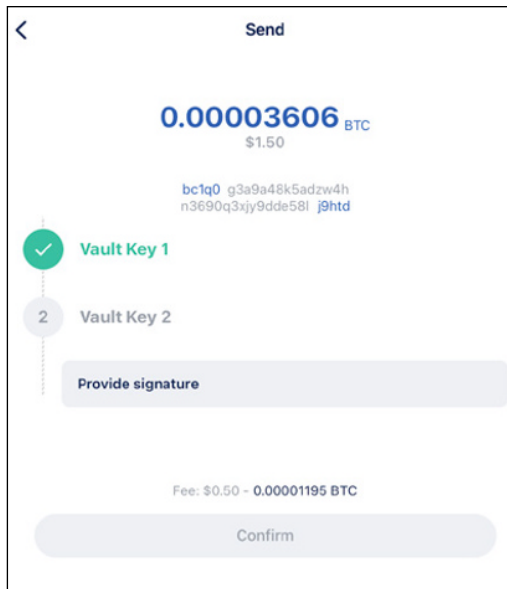 Send
0.00003606 BTC
$1.50
bc1q0 g3a9a48k5adzw4h
n3690q3xjy9dde58l j9htd
Vault Key 1
2 Vault Key 2
Provide signature
Fee: $0.50 - 0.00001195 BTC
Confirm